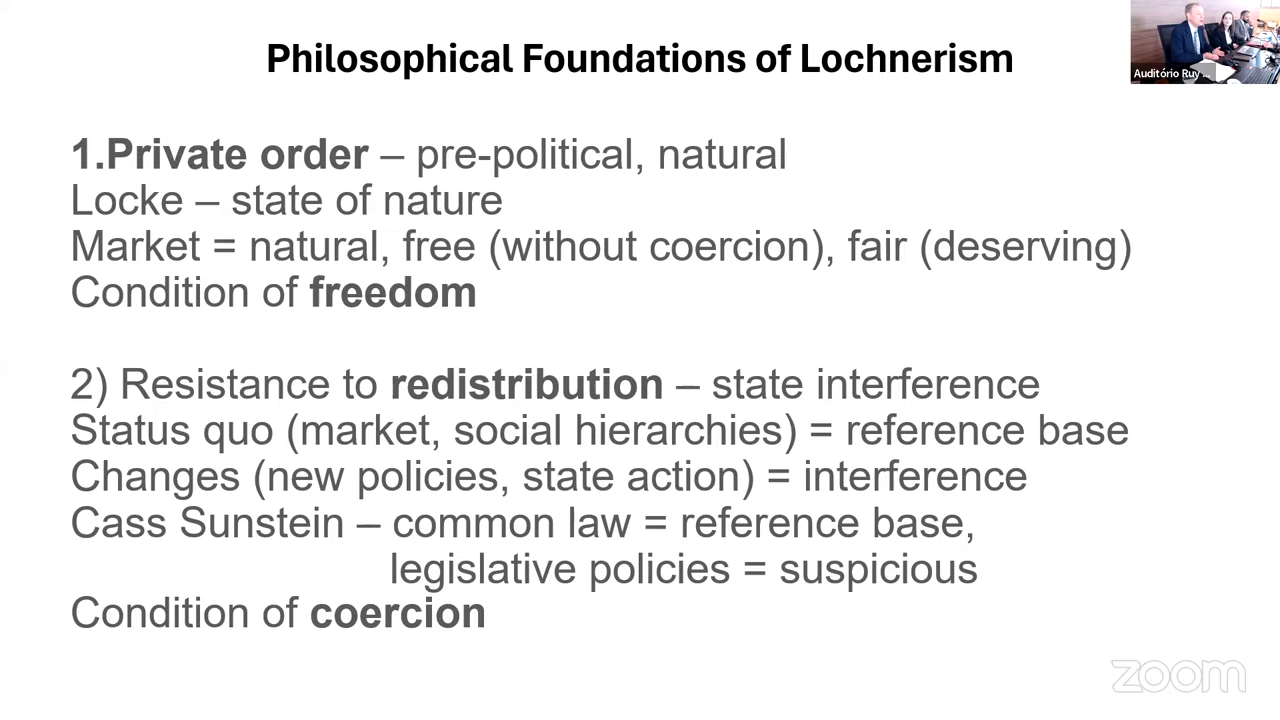 Philosophical Foundations of Lochnerism
Auditório Ruy ...
1.Private order – pre-political, natural
Locke – state of nature
Market = natural, free (without coercion), fair (deserving)
Condition of freedom
2) Resistance to redistribution – state interference
Status quo (market, social hierarchies) = reference base
Changes (new policies, state action) = interference
Cass Sunstein – common law = reference base,
legislative policies = suspicious
Condition of coercion
zoom